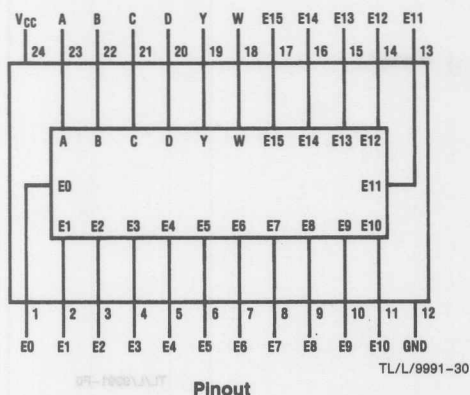 VCC A B C D Y W E15 E14 E13 E12 E11
24 23 22 21 20 19 18 17 16 15 14 13
A B C D Y W E15 E14 E13 E12
E0 E11
E1 E2 E3 E4 E5 E6 E7 E8 E9 E10
1 2 3 4 5 6 7 8 9 10 11 12
E0 E1 E2 E3 E4 E5 E6 E7 E8 E9 E10 GND
TL/L/9991-30
Pinout